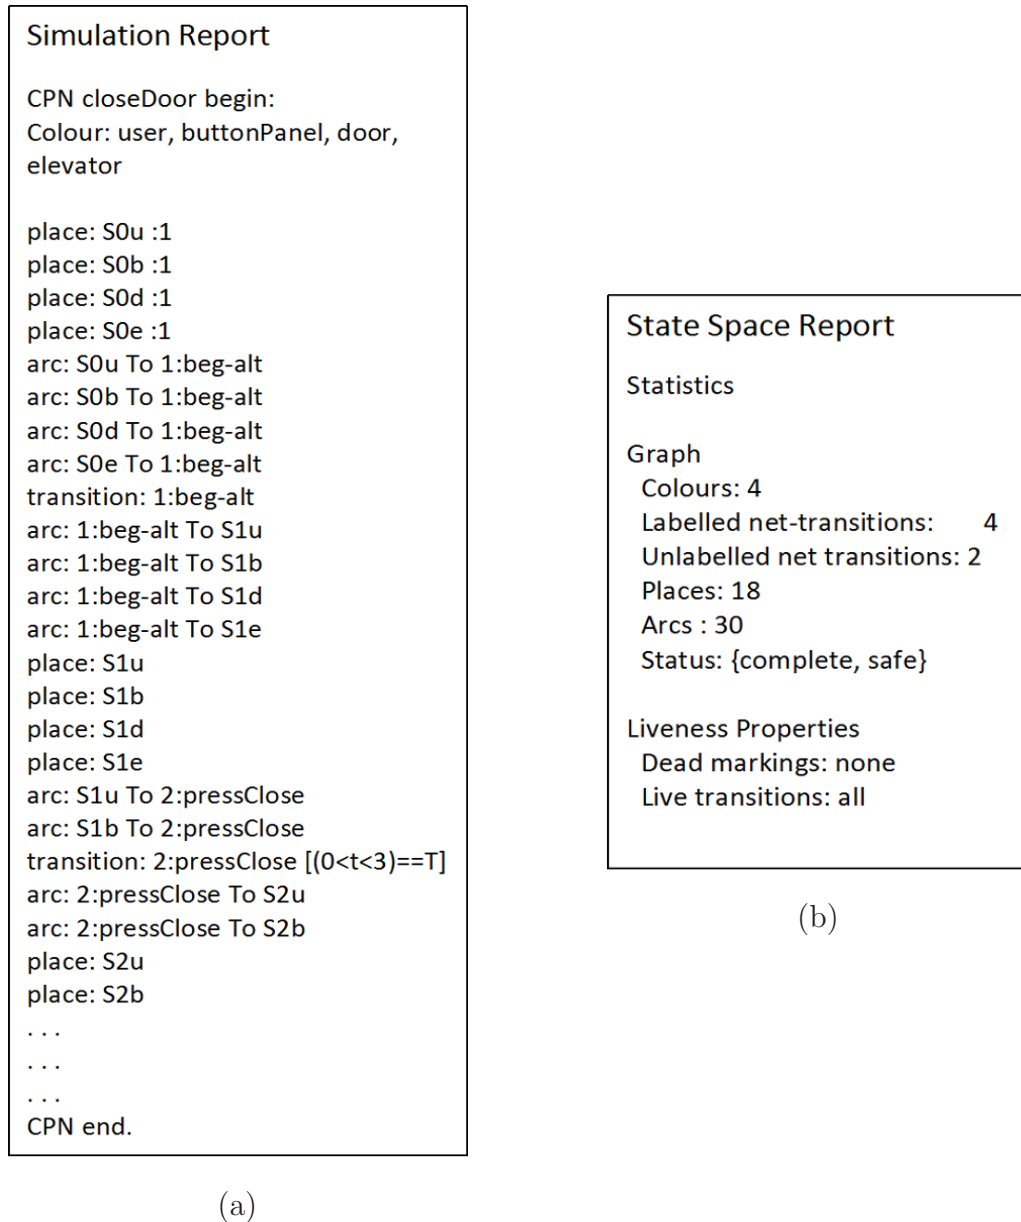 Simulation Report
CPN closeDoor begin:
Colour: user, buttonPanel, door,
elevator
place: S0u :1
place: S0b :1
place: S0d :1
place: S0e :1
arc: S0u To 1:beg-alt
arc: S0b To 1:beg-alt
arc: S0d To 1:beg-alt
arc: S0e To 1:beg-alt
transition: 1:beg-alt
arc: 1:beg-alt To S1u
arc: 1:beg-alt To S1b
arc: 1:beg-alt To S1d
arc: 1:beg-alt To S1e
place: S1u
place: S1b
place: S1d
place: S1e
arc: S1u To 2:pressClose
arc: S1b To 2:pressClose
transition: 2:pressClose [(0<t<3)==T]
arc: 2:pressClose To S2u
arc: 2:pressClose To S2b
place: S2u
place: S2b
. . .
. . .
. . .
CPN end.
(a)
State Space Report
Statistics
Graph
Colours: 4
Labelled net-transitions: 4
Unlabelled net transitions: 2
Places: 18
Arcs : 30
Status: {complete, safe}
Liveness Properties
Dead markings: none
Live transitions: all
(b)